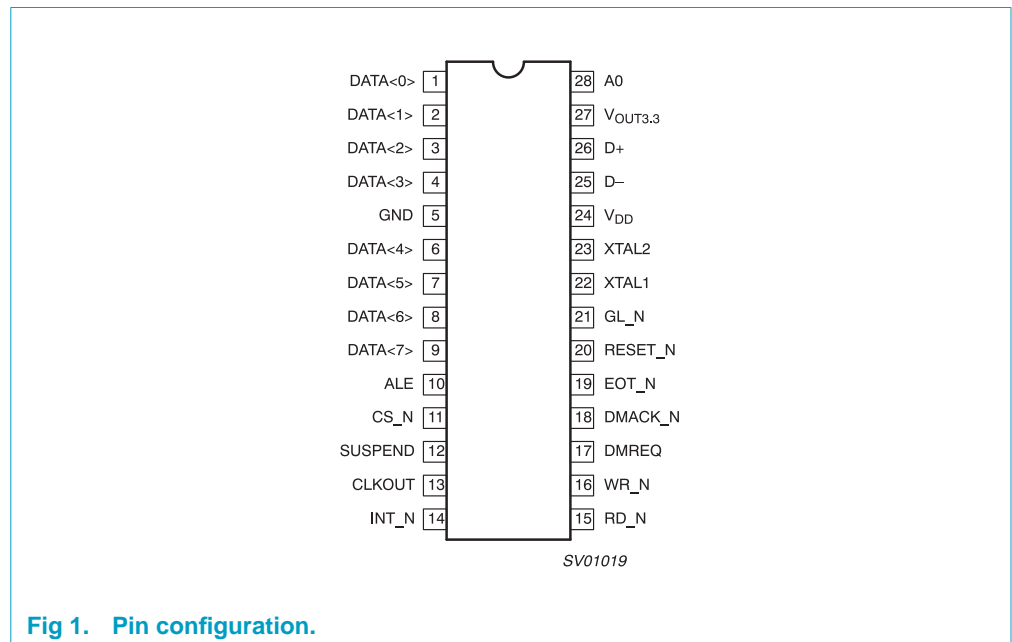 DATA<0> 1 28 A0
DATA<1> 2 27 VOUT3.3
DATA<2> 3 26 D+
DATA<3> 4 25 D–
GND 5 24 VDD
DATA<4> 6 23 XTAL2
DATA<5> 7 22 XTAL1
DATA<6> 8 21 GL_N
DATA<7> 9 20 RESET_N
ALE 10 19 EOT_N
CS_N 11 18 DMACK_N
SUSPEND 12 17 DMREQ
CLKOUT 13 16 WR_N
INT_N 14 15 RD_N
SV01019
Fig 1. Pin configuration.